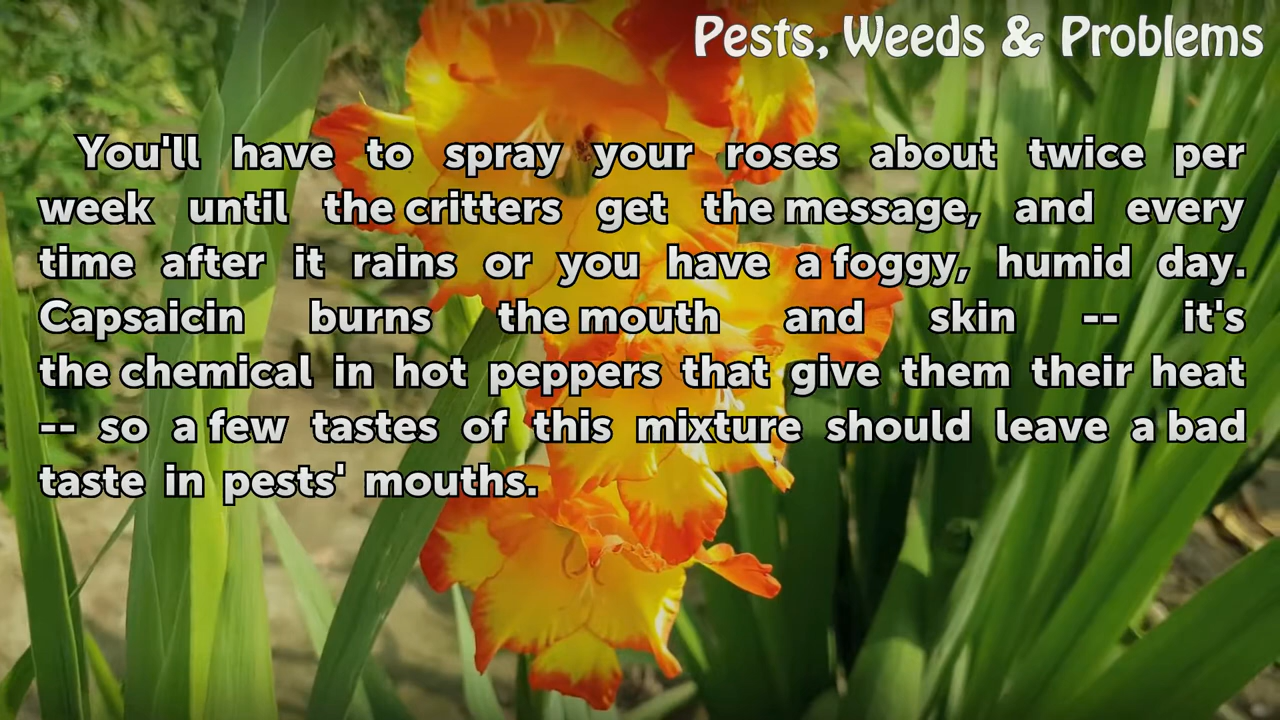 Pests, Weeds & Problems
You'll have to spray your roses about twice per
week until the critters get the message, and every
time after it rains or you have a foggy, humid day.
Capsaicin burns the mouth and skin -- it's
the chemical in hot peppers that give them their heat
-- so a few tastes of this mixture should leave a bad
taste in pests' mouths.